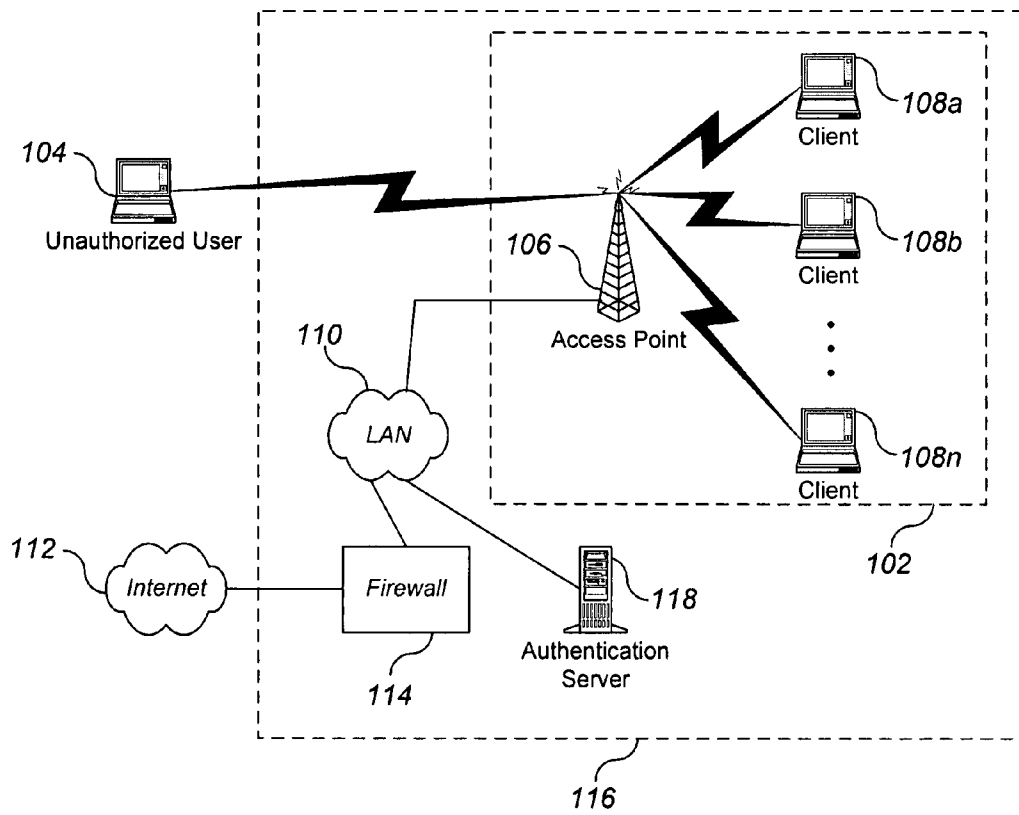 108a
Client
104
Unauthorized User
108b
Client
106
Access Point
110
LAN
108n
Client
102
112
Internet
Firewall
114
118
Authentication
Server
116